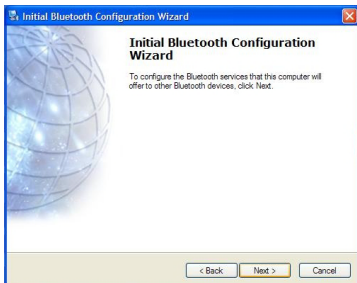 Initial Bluetooth Configuration Wizard
Initial Bluetooth Configuration
Wizard
To configure the Bluetooth services that this computer will
offer to other Bluetooth devices, click Next.
< Back Next > Cancel